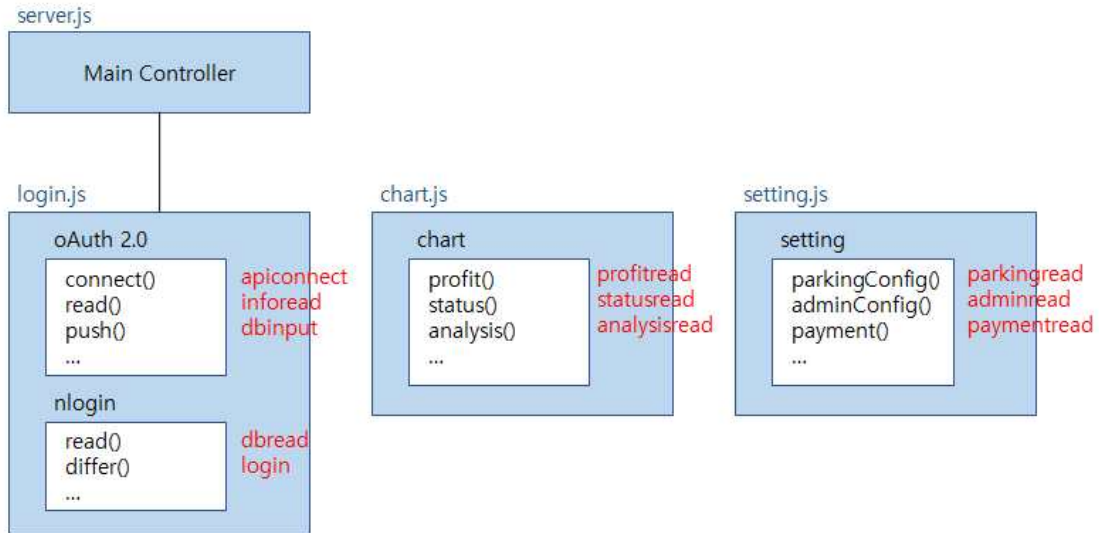 server.js
Main Controller
login.js
oAuth 2.0
connect()
read()
push()
...
apiconnect
inforead
dbinput
nlogin
read()
differ()
...
dbread
login
chart.js
chart
profit()
status()
analysis()
...
profitread
statusread
analysisread
setting.js
setting
parkingConfig()
adminConfig()
payment()
...
parkingread
adminread
paymentread